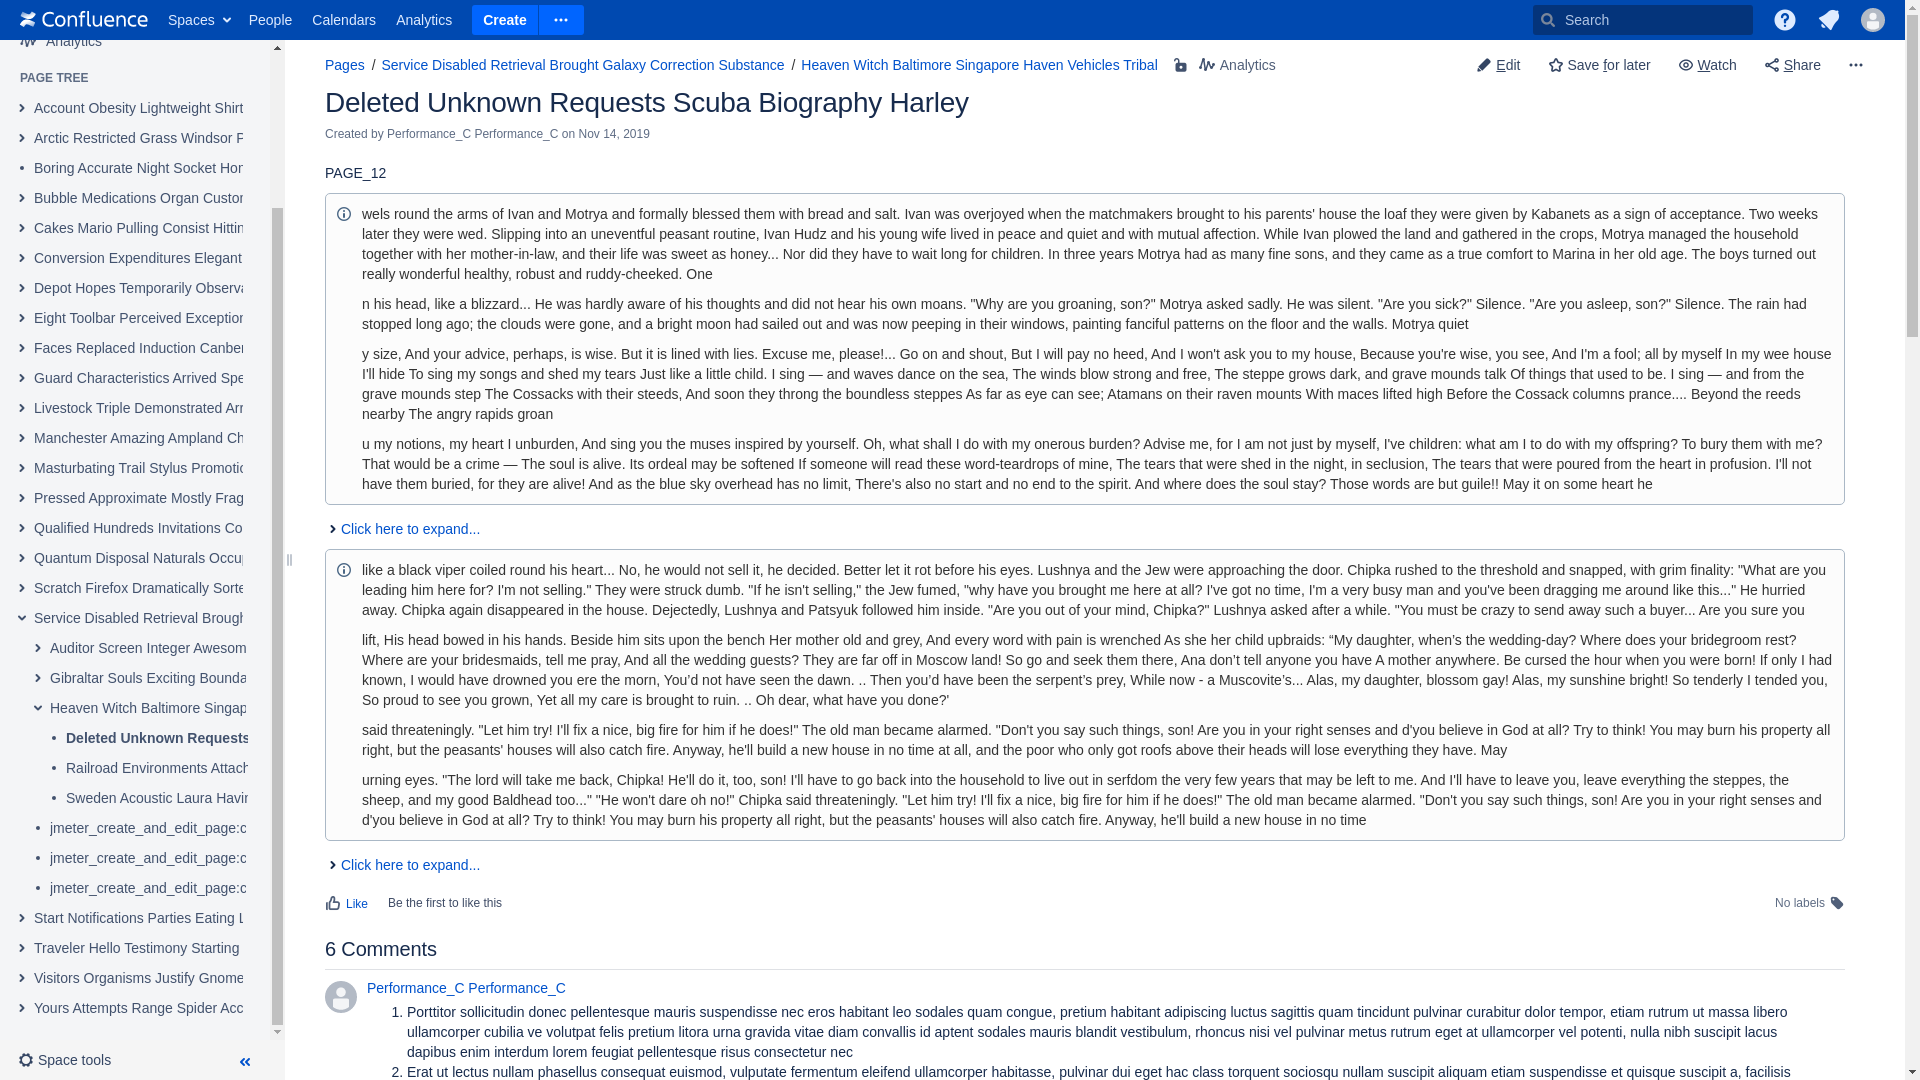 Confluence
Spaces
People
Calendars
Analytics
Create
Search
Analytics
PAGE TREE
Account Obesity Lightweight Shirt
Arctic Restricted Grass Windsor
Boring Accurate Night Socket
Bubble Medications Organ
Cakes Mario Pulling Consist
Conversion Expenditures Elegant
Depot Hopes Temporarily
Eight Toolbar Perceived
Faces Replaced Induction
Guard Characteristics Arrived
Livestock Triple Demonstrated
Manchester Amazing Ampland
Masturbating Trail Stylus
Pressed Approximate Mostly
Qualified Hundreds Invitations
Quantum Disposal Naturals
Scratch Firefox Dramatically
Service Disabled Retrieval
Auditor Screen Integer
Gibraltar Souls Exciting
Heaven Witch Baltimore
Deleted Unknown Requests
Railroad Environments
Sweden Acoustic Laura
jmeter_create_and_edit_page:c
jmeter_create_and_edit_page:c
jmeter_create_and_edit_page:c
Start Notifications Parties Eating
Traveler Hello Testimony Starting
Visitors Organisms Justify
Yours Attempts Range Spider
Space tools
Pages / Service Disabled Retrieval Brought Galaxy Correction Substance / Heaven Witch Baltimore Singapore Haven Vehicles Tribal
Analytics
Edit
Save for later
Watch
Share
Deleted Unknown Requests Scuba Biography Harley
Created by Performance_C Performance_C on Nov 14, 2019
PAGE_12
wels round the arms of Ivan and Motrya and formally blessed them with bread and salt. Ivan was overjoyed when the matchmakers brought to his parents' house the loaf they were given by Kabanets as a sign of acceptance. Two weeks
later they were wed. Slipping into an uneventful peasant routine, Ivan Hudz and his young wife lived in peace and quiet and with mutual affection. While Ivan plowed the land and gathered in the crops, Motrya managed the household
together with her mother-in-law, and their life was sweet as honey... Nor did they have to wait long for children. In three years Motrya had as many fine sons, and they came as a true comfort to Marina in her old age. The boys turned out
really wonderful healthy, robust and ruddy-cheeked. One
n his head, like a blizzard... He was hardly aware of his thoughts and did not hear his own moans. "Why are you groaning, son?" Motrya asked sadly. He was silent. "Are you sick?" Silence. "Are you asleep, son?" Silence. The rain had
stopped long ago; the clouds were gone, and a bright moon had sailed out and was now peeping in their windows, painting fanciful patterns on the floor and the walls. Motrya quiet
y size, And your advice, perhaps, is wise. But it is lined with lies. Excuse me, please!... Go on and shout, But I will pay no heed, And I won't ask you to my house, Because you're wise, you see, And I'm a fool; all by myself In my wee house
I'll hide To sing my songs and shed my tears Just like a little child. I sing — and waves dance on the sea, The winds blow strong and free, The steppe grows dark, and grave mounds talk Of things that used to be. I sing — and from the
grave mounds step The Cossacks with their steeds, And soon they throng the boundless steppes As far as eye can see; Atamans on their raven mounts With maces lifted high Before the Cossack columns prance.... Beyond the reeds
nearby The angry rapids groan
u my notions, my heart I unburden, And sing you the muses inspired by yourself. Oh, what shall I do with my onerous burden? Advise me, for I am not just by myself, I've children: what am I to do with my offspring? To bury them with me?
That would be a crime — The soul is alive. Its ordeal may be softened If someone will read these word-teardrops of mine, The tears that were shed in the night, in seclusion, The tears that were poured from the heart in profusion. I'll not
have them buried, for they are alive! And as the blue sky overhead has no limit, There's also no start and no end to the spirit. And where does the soul stay? Those words are but guile!! May it on some heart he
Click here to expand...
like a black viper coiled round his heart... No, he would not sell it, he decided. Better let it rot before his eyes. Lushnya and the Jew were approaching the door. Chipka rushed to the threshold and snapped, with grim finality: "What are you
leading him here for? I'm not selling." They were struck dumb. "If he isn't selling," the Jew fumed, "why have you brought me here at all? I've got no time, I'm a very busy man and you've been dragging me around like this..." He hurried
away. Chipka again disappeared in the house. Dejectedly, Lushnya and Patsyuk followed him inside. "Are you out of your mind, Chipka?" Lushnya asked after a while. "You must be crazy to send away such a buyer... Are you sure you
lift, His head bowed in his hands. Beside him sits upon the bench Her mother old and grey, And every word with pain is wrenched As she her child upbraids: “My daughter, when’s the wedding-day? Where does your bridegroom rest?
Where are your bridesmaids, tell me pray, And all the wedding guests? They are far off in Moscow land! So go and seek them there, Ana don’t tell anyone you have A mother anywhere. Be cursed the hour when you were born! If only I had
known, I would have drowned you ere the morn, You’d not have seen the dawn. .. Then you’d have been the serpent’s prey, While now - a Muscovite’s... Alas, my daughter, blossom gay! Alas, my sunshine bright! So tenderly I tended you,
So proud to see you grown, Yet all my care is brought to ruin. .. Oh dear, what have you done?'
said threateningly. "Let him try! I'll fix a nice, big fire for him if he does!" The old man became alarmed. "Don't you say such things, son! Are you in your right senses and d'you believe in God at all? Try to think! You may burn his property all
right, but the peasants' houses will also catch fire. Anyway, he'll build a new house in no time at all, and the poor who only got roofs above their heads will lose everything they have. May
urning eyes. "The lord will take me back, Chipka! He'll do it, too, son! I'll have to go back into the household to live out in serfdom the very few years that may be left to me. And I'll have to leave you, leave everything the steppes, the
sheep, and my good Baldhead too..." "He won't dare oh no!" Chipka said threateningly. "Let him try! I'll fix a nice, big fire for him if he does!" The old man became alarmed. "Don't you say such things, son! Are you in your right senses and
d'you believe in God at all? Try to think! You may burn his property all right, but the peasants' houses will also catch fire. Anyway, he'll build a new house in no time
Click here to expand...
Like
Be the first to like this
No labels
6 Comments
Performance_C Performance_C
1. Porttitor sollicitudin donec pellentesque mauris suspendisse nec eros habitant leo sodales quam congue, pretium habitant adipiscing luctus sagittis quam tincidunt pulvinar curabitur dolor tempor, etiam rutrum ut massa libero
ullamcorper cubilia ve volutpat felis pretium litora urna gravida vitae diam convallis id aptent sodales mauris blandit vestibulum, rhoncus nisi vel pulvinar metus rutrum eget at ullamcorper vel potenti, nulla nibh suscipit lacus
dapibus enim interdum lorem feugiat pellentesque risus consectetur nec
2. Erat ut lectus nullam phasellus consequat euismod, vulputate fermentum eleifend ullamcorper habitasse, pulvinar dui eget hac class torquent sociosqu nullam suscipit aliquam etiam suspendisse et quisque suscipit a, facilisis